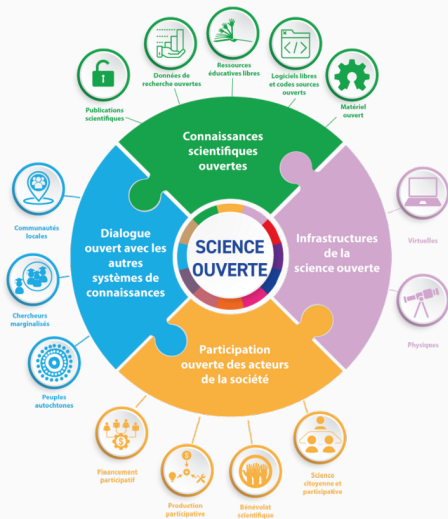 Publications
scientifiques
Données de
recherche ouvertes
Ressources
éducatives libres
Logiciels libres
et codes sources
ouverts
Matériel
ouvert
Connaissances
scientifiques
ouvertes
Communautés
locales
Chercheurs
marginalisés
Peuples
autochtones
Dialogue
ouvert avec les
autres
systèmes de
connaissances
SCIENCE
OUVERTE
Infrastructures
de la
science ouverte
Virtuelles
Physiques
Participation
ouverte des acteurs
de la société
Financement
participatif
Production
participative
Bénévolat
scientifique
Science
citoyenne et
participative